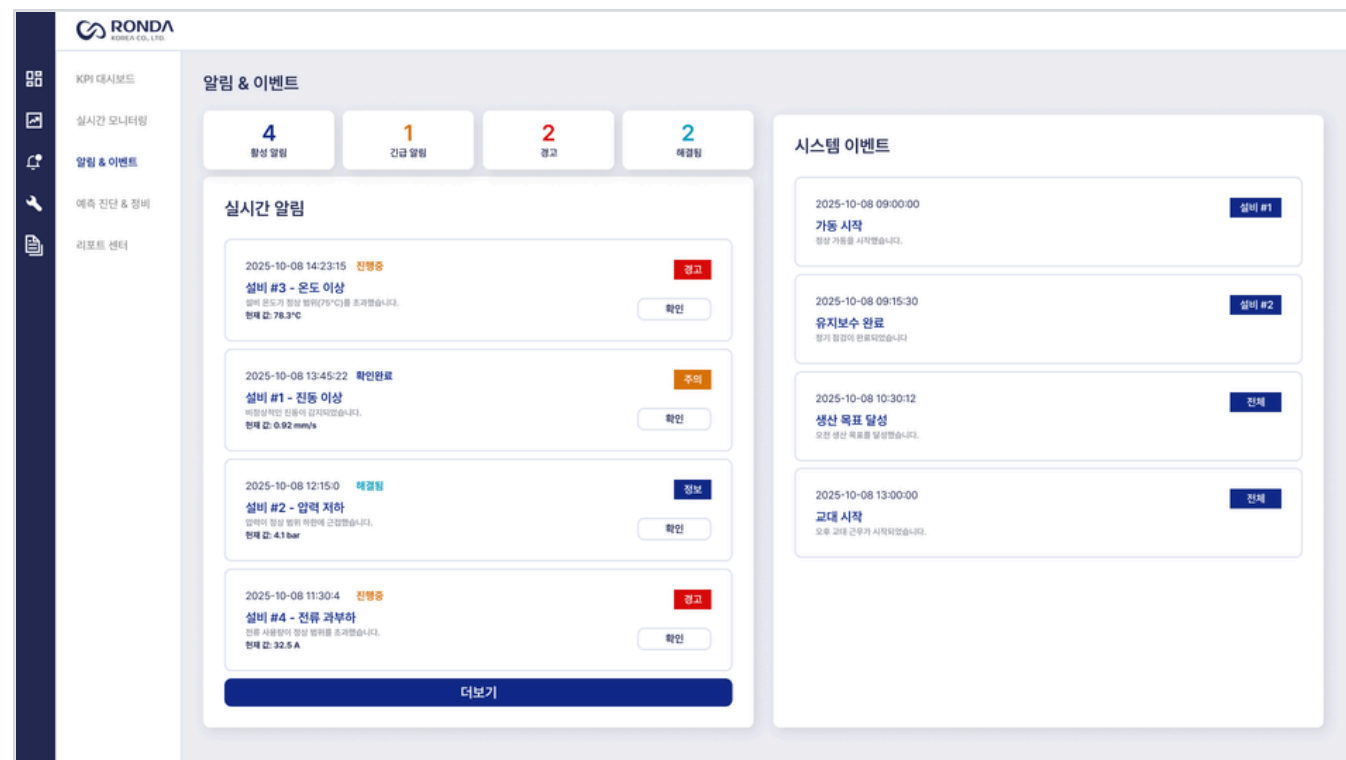 RONDA
KOREA CO., LTD.
KPI 대시보드
실시간 모니터링
알림 & 이벤트
예측 진단 & 정비
리포트 센터
알림 & 이벤트
4
활성 알림
1
긴급 알림
2
경고
2
해결됨
실시간 알림
2025-10-08 14:23:15 진행중
경고
설비 #3 - 온도 이상
설비 온도가 정상 범위(75°C)를 초과했습니다.
현재 값: 78.3°C
확인
2025-10-08 13:45:22 확인완료
주의
설비 #1 - 진동 이상
비정상적인 진동이 감지되었습니다.
현재 값: 0.92 mm/s
확인
2025-10-08 12:15:0 해결됨
정보
설비 #2 - 압력 저하
압력이 정상 범위 하한에 근접했습니다.
현재 값: 4.1 bar
확인
2025-10-08 11:30:4 진행중
경고
설비 #4 - 전류 과부하
전류 사용량이 정상 범위를 초과했습니다.
현재 값: 32.5 A
확인
더보기
시스템 이벤트
2025-10-08 09:00:00
설비 #1
가동 시작
정상 가동을 시작했습니다.
2025-10-08 09:15:30
설비 #2
유지보수 완료
정기 점검이 완료되었습니다
2025-10-08 10:30:12
전체
생산 목표 달성
오전 생산 목표를 달성했습니다.
2025-10-08 13:00:00
전체
교대 시작
오후 교대 근무가 시작되었습니다.